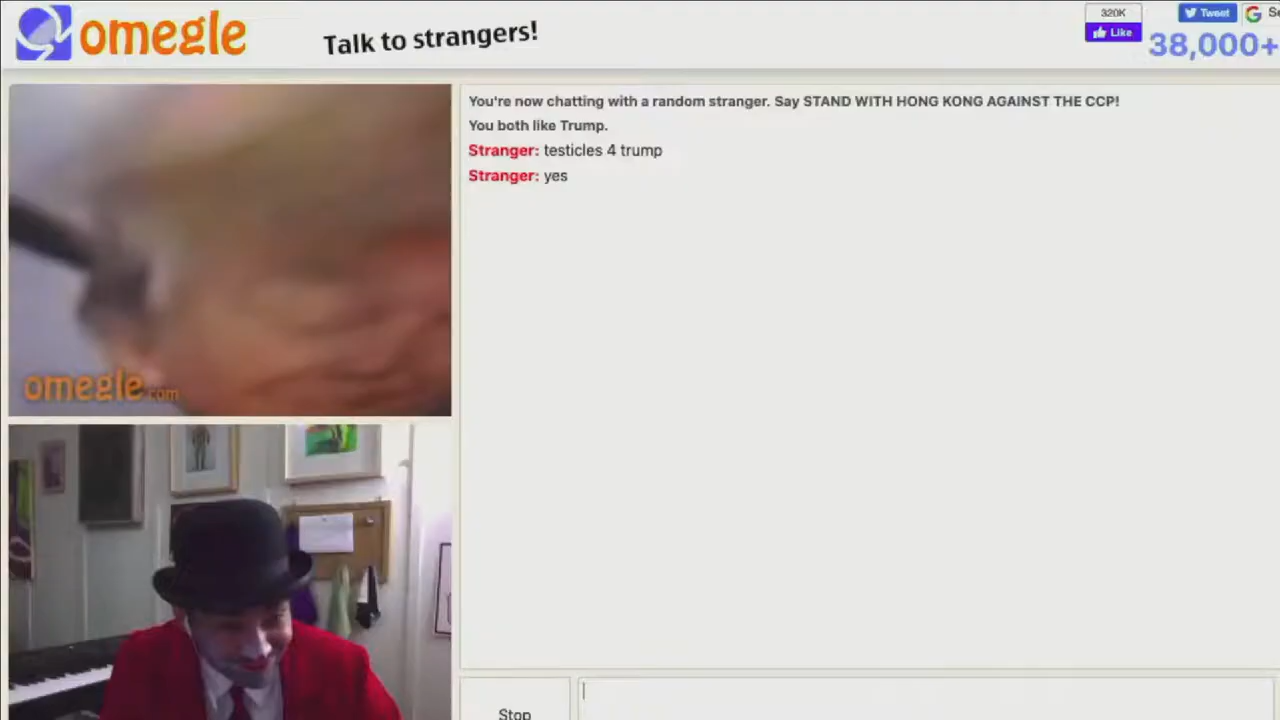 omegle
Talk to strangers!
320K
Like
Tweet
38,000+
You're now chatting with a random stranger. Say STAND WITH HONG KONG AGAINST THE CCP!
You both like Trump.
Stranger: testicles 4 trump
Stranger: yes
omegle.com
Stop